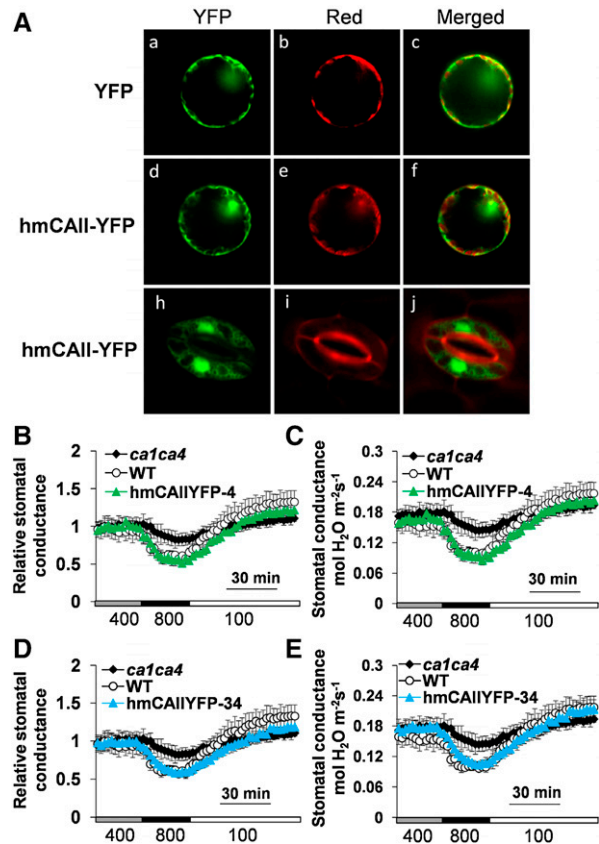 A
YFP Red Merged
YFP
a b c
hmCAII-YFP
d e f
hmCAII-YFP
h i j
B
Relative stomatal conductance
2
1.5
1
0.5
0
ca1ca4
WT
hmCAIIYFP-4
30 min
400 800 100
C
Stomatal conductance
mol H₂O m⁻²s⁻¹
0.3
0.24
0.18
0.12
0.06
0
ca1ca4
WT
hmCAIIYFP-4
30 min
400 800 100
D
Relative stomatal conductance
2
1.5
1
0.5
0
ca1ca4
WT
hmCAIIYFP-34
30 min
400 800 100
E
Stomatal conductance
mol H₂O m⁻²s⁻¹
0.3
0.24
0.18
0.12
0.06
0
ca1ca4
WT
hmCAIIYFP-34
30 min
400 800 100